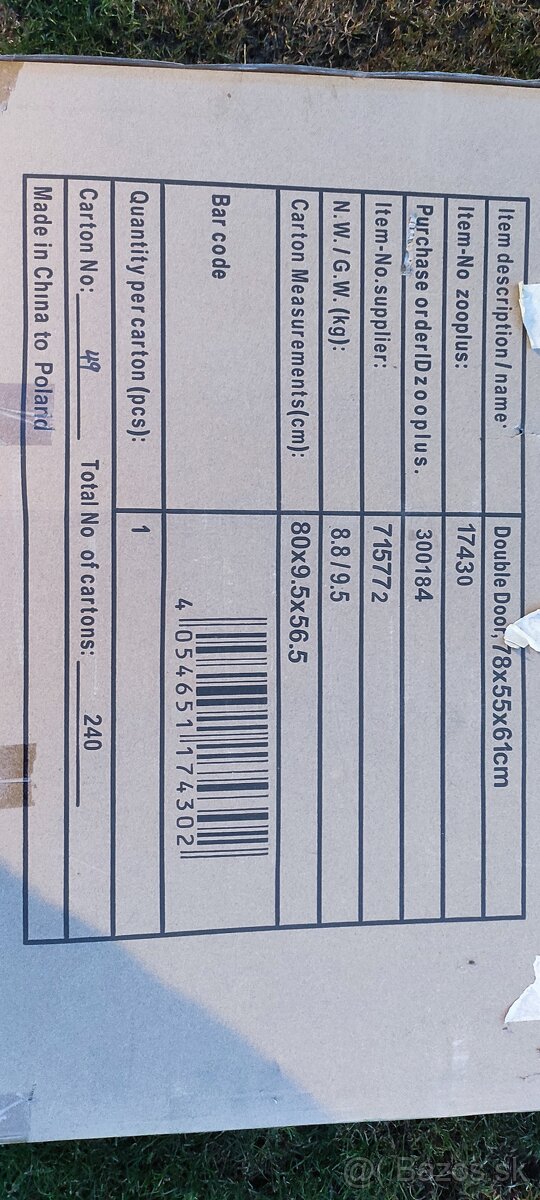 Item description / name: Double Door, 78x55x61cm
Item-No zooplus: 17430
Purchase orderIDzooplus. 300184
Item-No.supplier: 715772
N.W. / G.W. (kg): 8.8 / 9.5
Carton Measurements(cm): 80x9.5x56.5
Bar code
4 054651 174302
Quantity per carton (pcs): 1
Carton No: 49 Total No of cartons: 240
Made in China to Poland
@ Bazos.sk